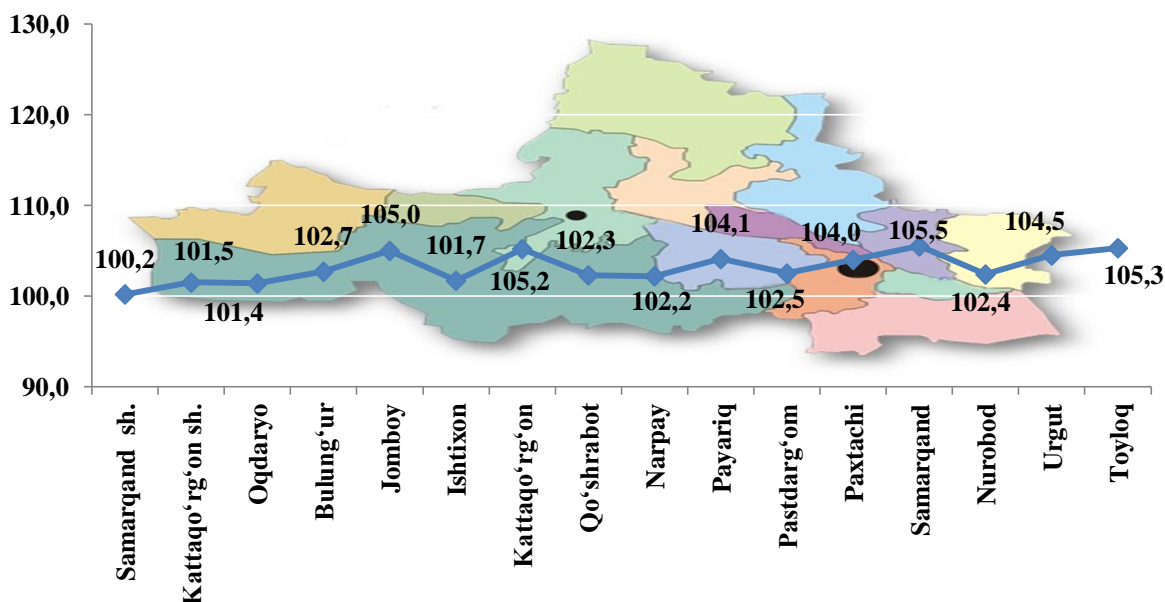 130,0
120,0
110,0
100,0
90,0
100,2
101,5
101,4
102,7
105,0
101,7
105,2
102,3
102,2
104,1
102,5
104,0
105,5
102,4
104,5
105,3
Samarqand sh.
Kattaqo‘rg‘on sh.
Oqdaryo
Bulung‘ur
Jomboy
Ishtixon
Kattaqo‘rg‘on
Qo‘shrabot
Narpay
Payariq
Pastdarg‘om
Paxtachi
Samarqand
Nurobod
Urgut
Toyloq